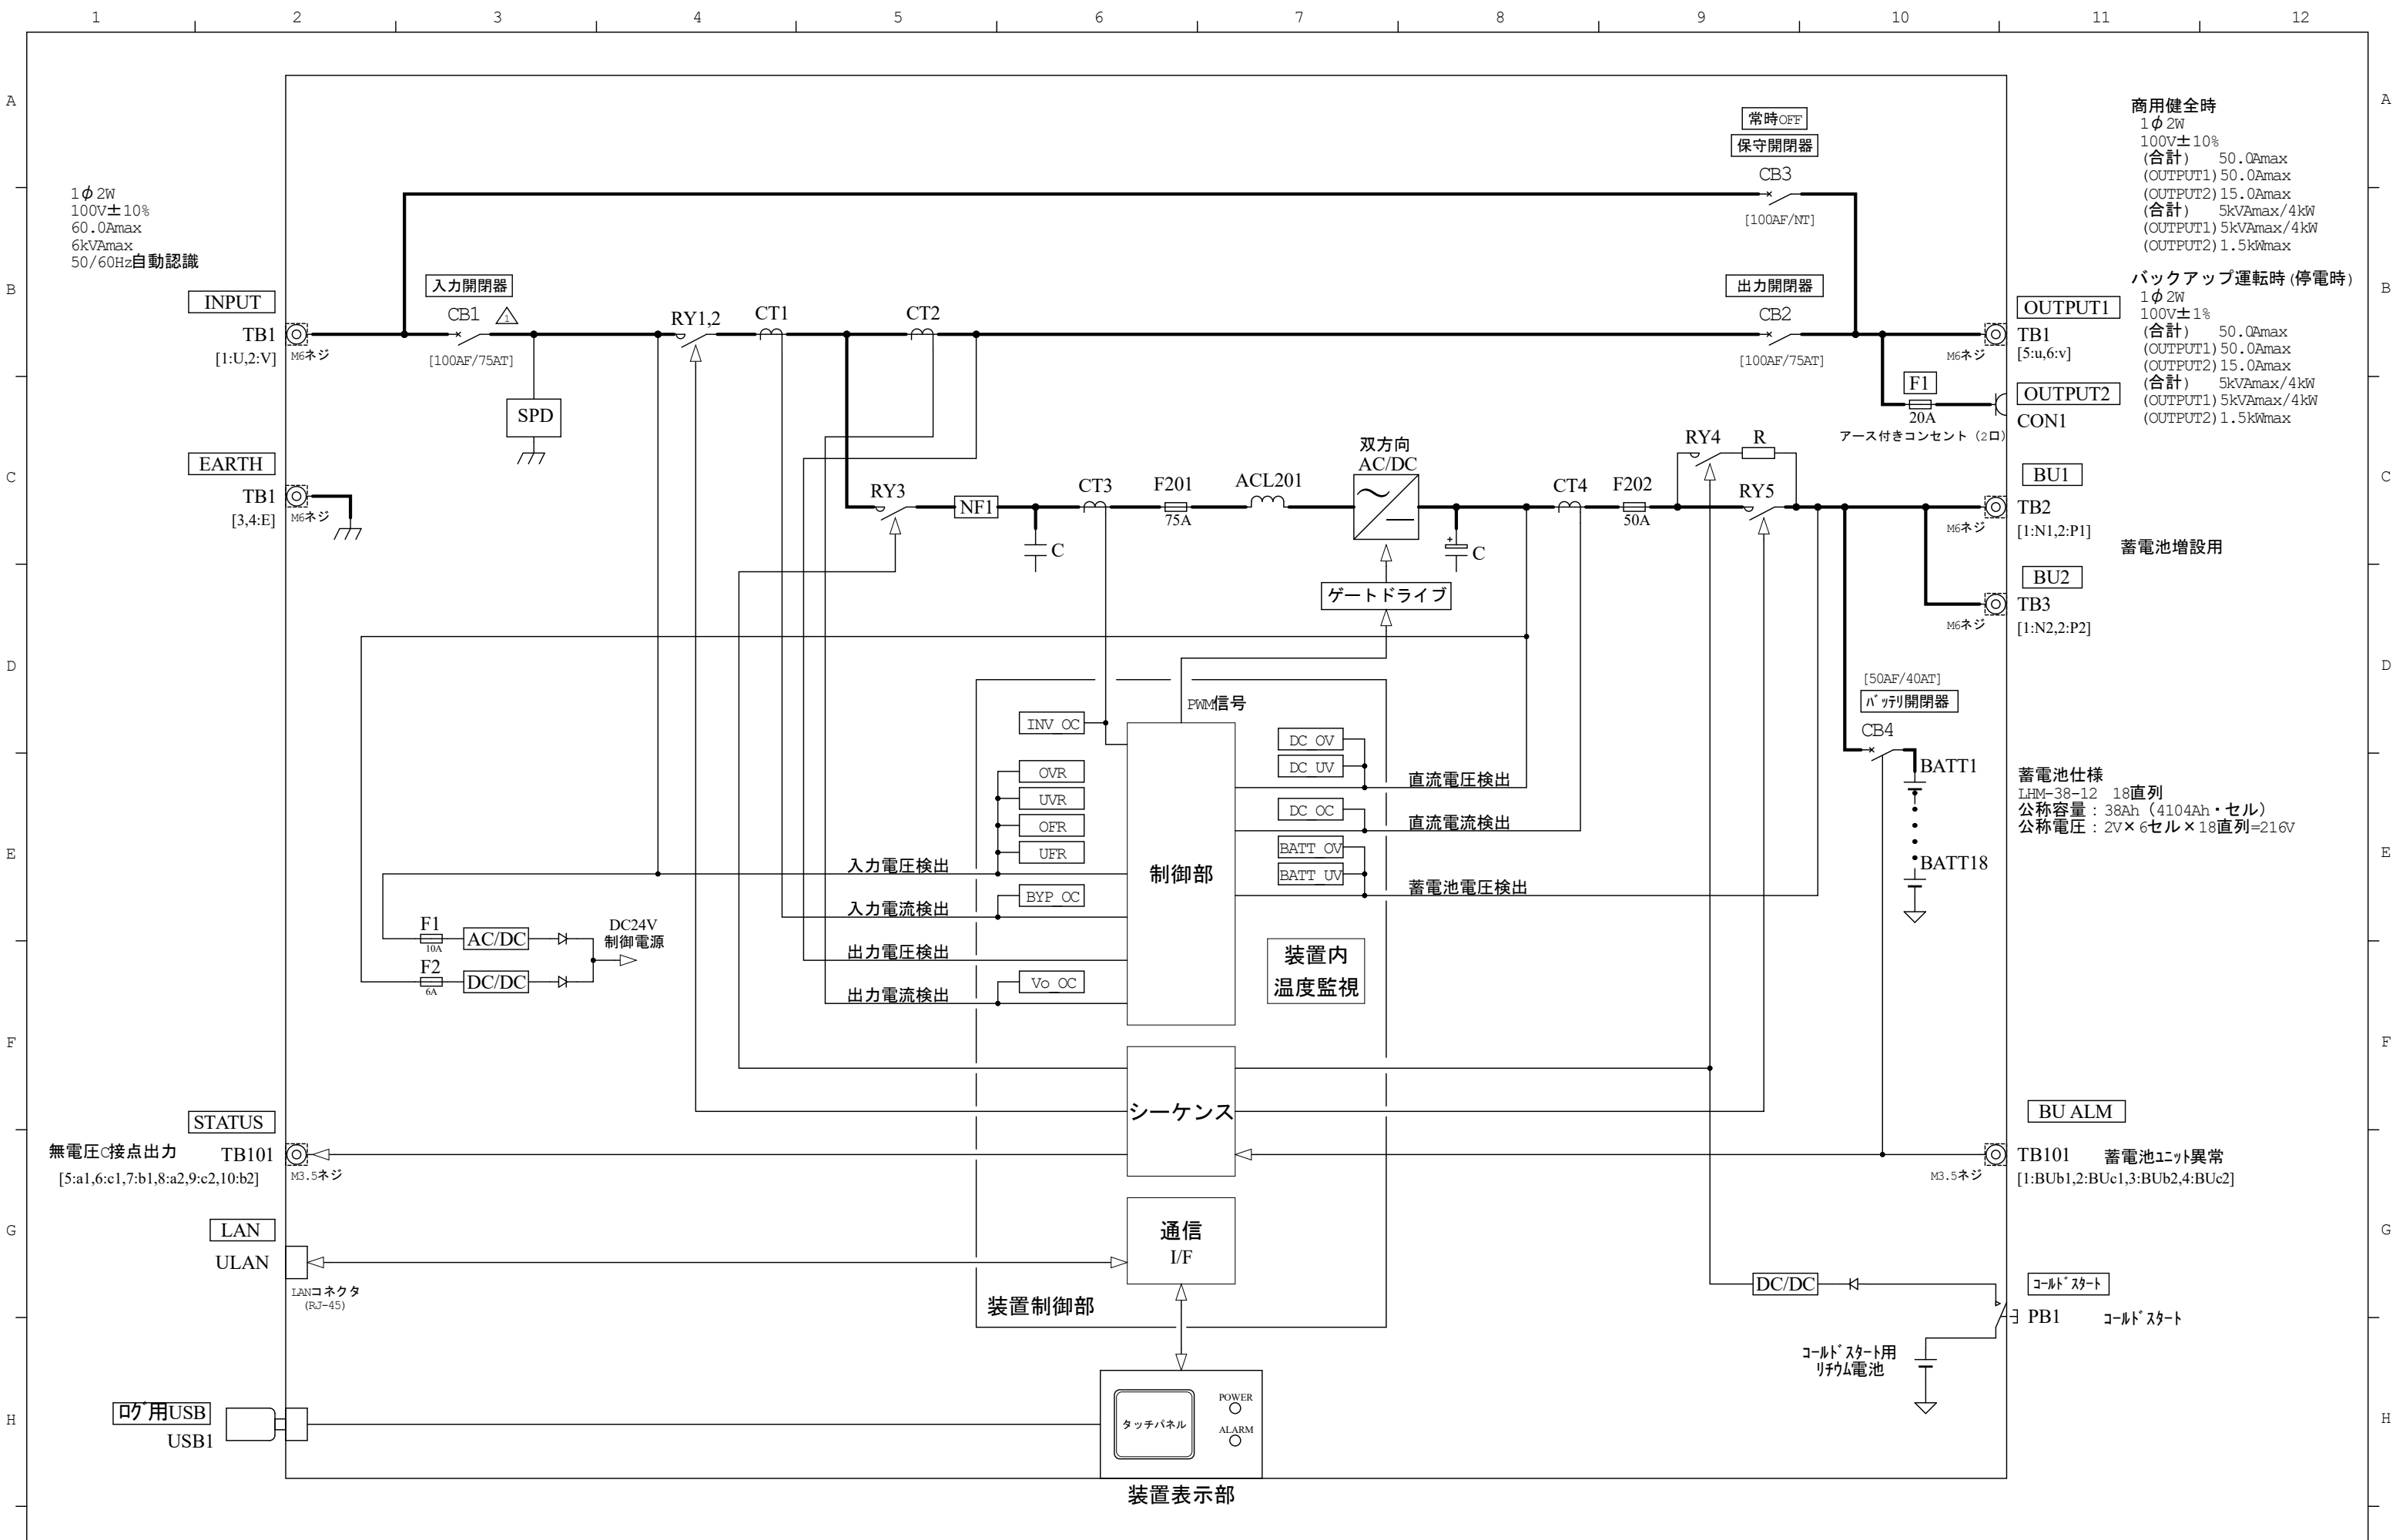 1 2 3 4 5 6 7 8 9 10 11 12
A A
B B
C C
D D
E E
F F
G G
H H
1φ2W
100V±10%
60.0Amax
6kVAmax
50/60Hz自動認識
INPUT
TB1
[1:U,2:V]
M6ネジ
入力開閉器
CB1
1
[100AF/75AT]
SPD
RY1,2
CT1
CT2
常時OFF
保守開閉器
CB3
[100AF/NT]
出力開閉器
CB2
[100AF/75AT]
商用健全時
1φ2W
100V±10%
(合計) 50.0Amax
(OUTPUT1)50.0Amax
(OUTPUT2)15.0Amax
(合計) 5kVAmax/4kW
(OUTPUT1)5kVAmax/4kW
(OUTPUT2)1.5kWmax
バックアップ運転時(停電時)
1φ2W
100V±1%
(合計) 50.0Amax
(OUTPUT1)50.0Amax
(OUTPUT2)15.0Amax
(合計) 5kVAmax/4kW
(OUTPUT1)5kVAmax/4kW
(OUTPUT2)1.5kWmax
OUTPUT1
TB1
[5:u,6:v]
M6ネジ
F1
20A
アース付きコンセント(2口)
OUTPUT2
CON1
EARTH
TB1
[3,4:E]
M6ネジ
RY3
NF1
C
CT3
F201
75A
ACL201
双方向
AC/DC
C
+
CT4
F202
50A
RY4
R
RY5
BU1
TB2
[1:N1,2:P1]
M6ネジ
蓄電池増設用
BU2
TB3
[1:N2,2:P2]
M6ネジ
ゲートドライブ
PWM信号
INV_OC
OVR
UVR
OFR
UFR
BYP_OC
Vo_OC
入力電圧検出
入力電流検出
出力電圧検出
出力電流検出
制御部
DC_OV
DC_UV
DC_OC
BATT_OV
BATT_UV
直流電圧検出
直流電流検出
蓄電池電圧検出
装置内
温度監視
[50AF/40AT]
バッテリ開閉器
CB4
BATT1
BATT18
蓄電池仕様
LHM-38-12 18直列
公称容量:38Ah(4104Ah・セル)
公称電圧:2V×6セル×18直列=216V
F1
10A
AC/DC
F2
6A
DC/DC
DC24V
制御電源
シーケンス
STATUS
無電圧C接点出力
TB101
[5:a1,6:c1,7:b1,8:a2,9:c2,10:b2]
M3.5ネジ
BU ALM
TB101 蓄電池ユニット異常
[1:BUb1,2:BUc1,3:BUb2,4:BUc2]
M3.5ネジ
LAN
ULAN
LANコネクタ
(RJ-45)
通信
I/F
装置制御部
DC/DC
コールドスタート
PB1 コールドスタート
コールドスタート用
リチウム電池
ログ用USB
USB1
タッチパネル
POWER
ALARM
装置表示部